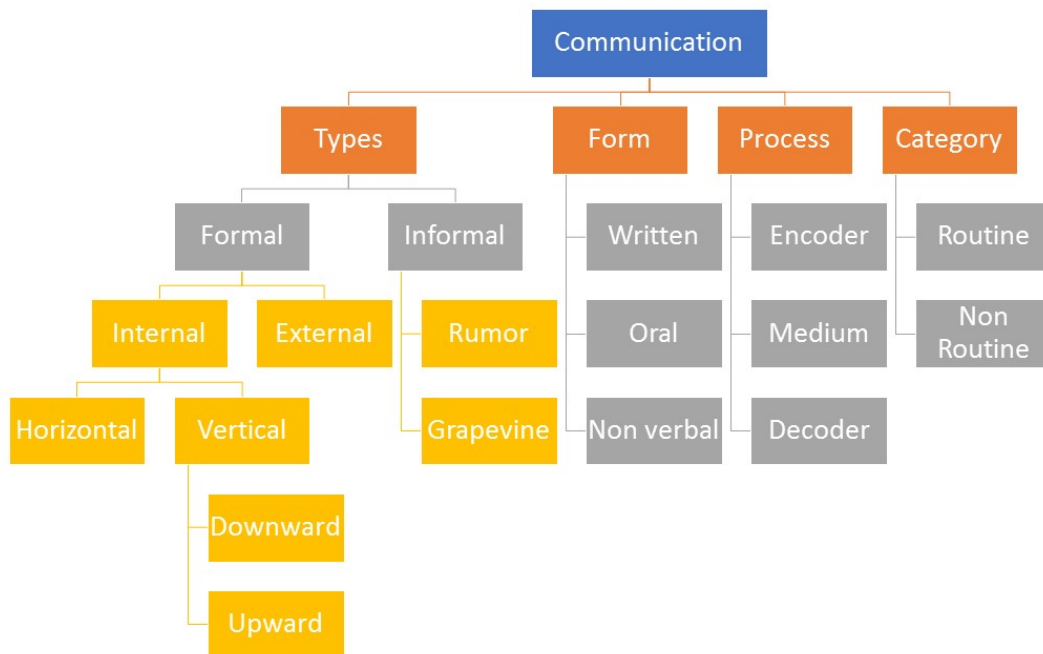 Communication
Types
Form
Process
Category
Formal
Informal
Written
Encoder
Routine
Internal
External
Rumor
Oral
Medium
Non
Routine
Horizontal
Vertical
Grapevine
Non verbal
Decoder
Downward
Upward